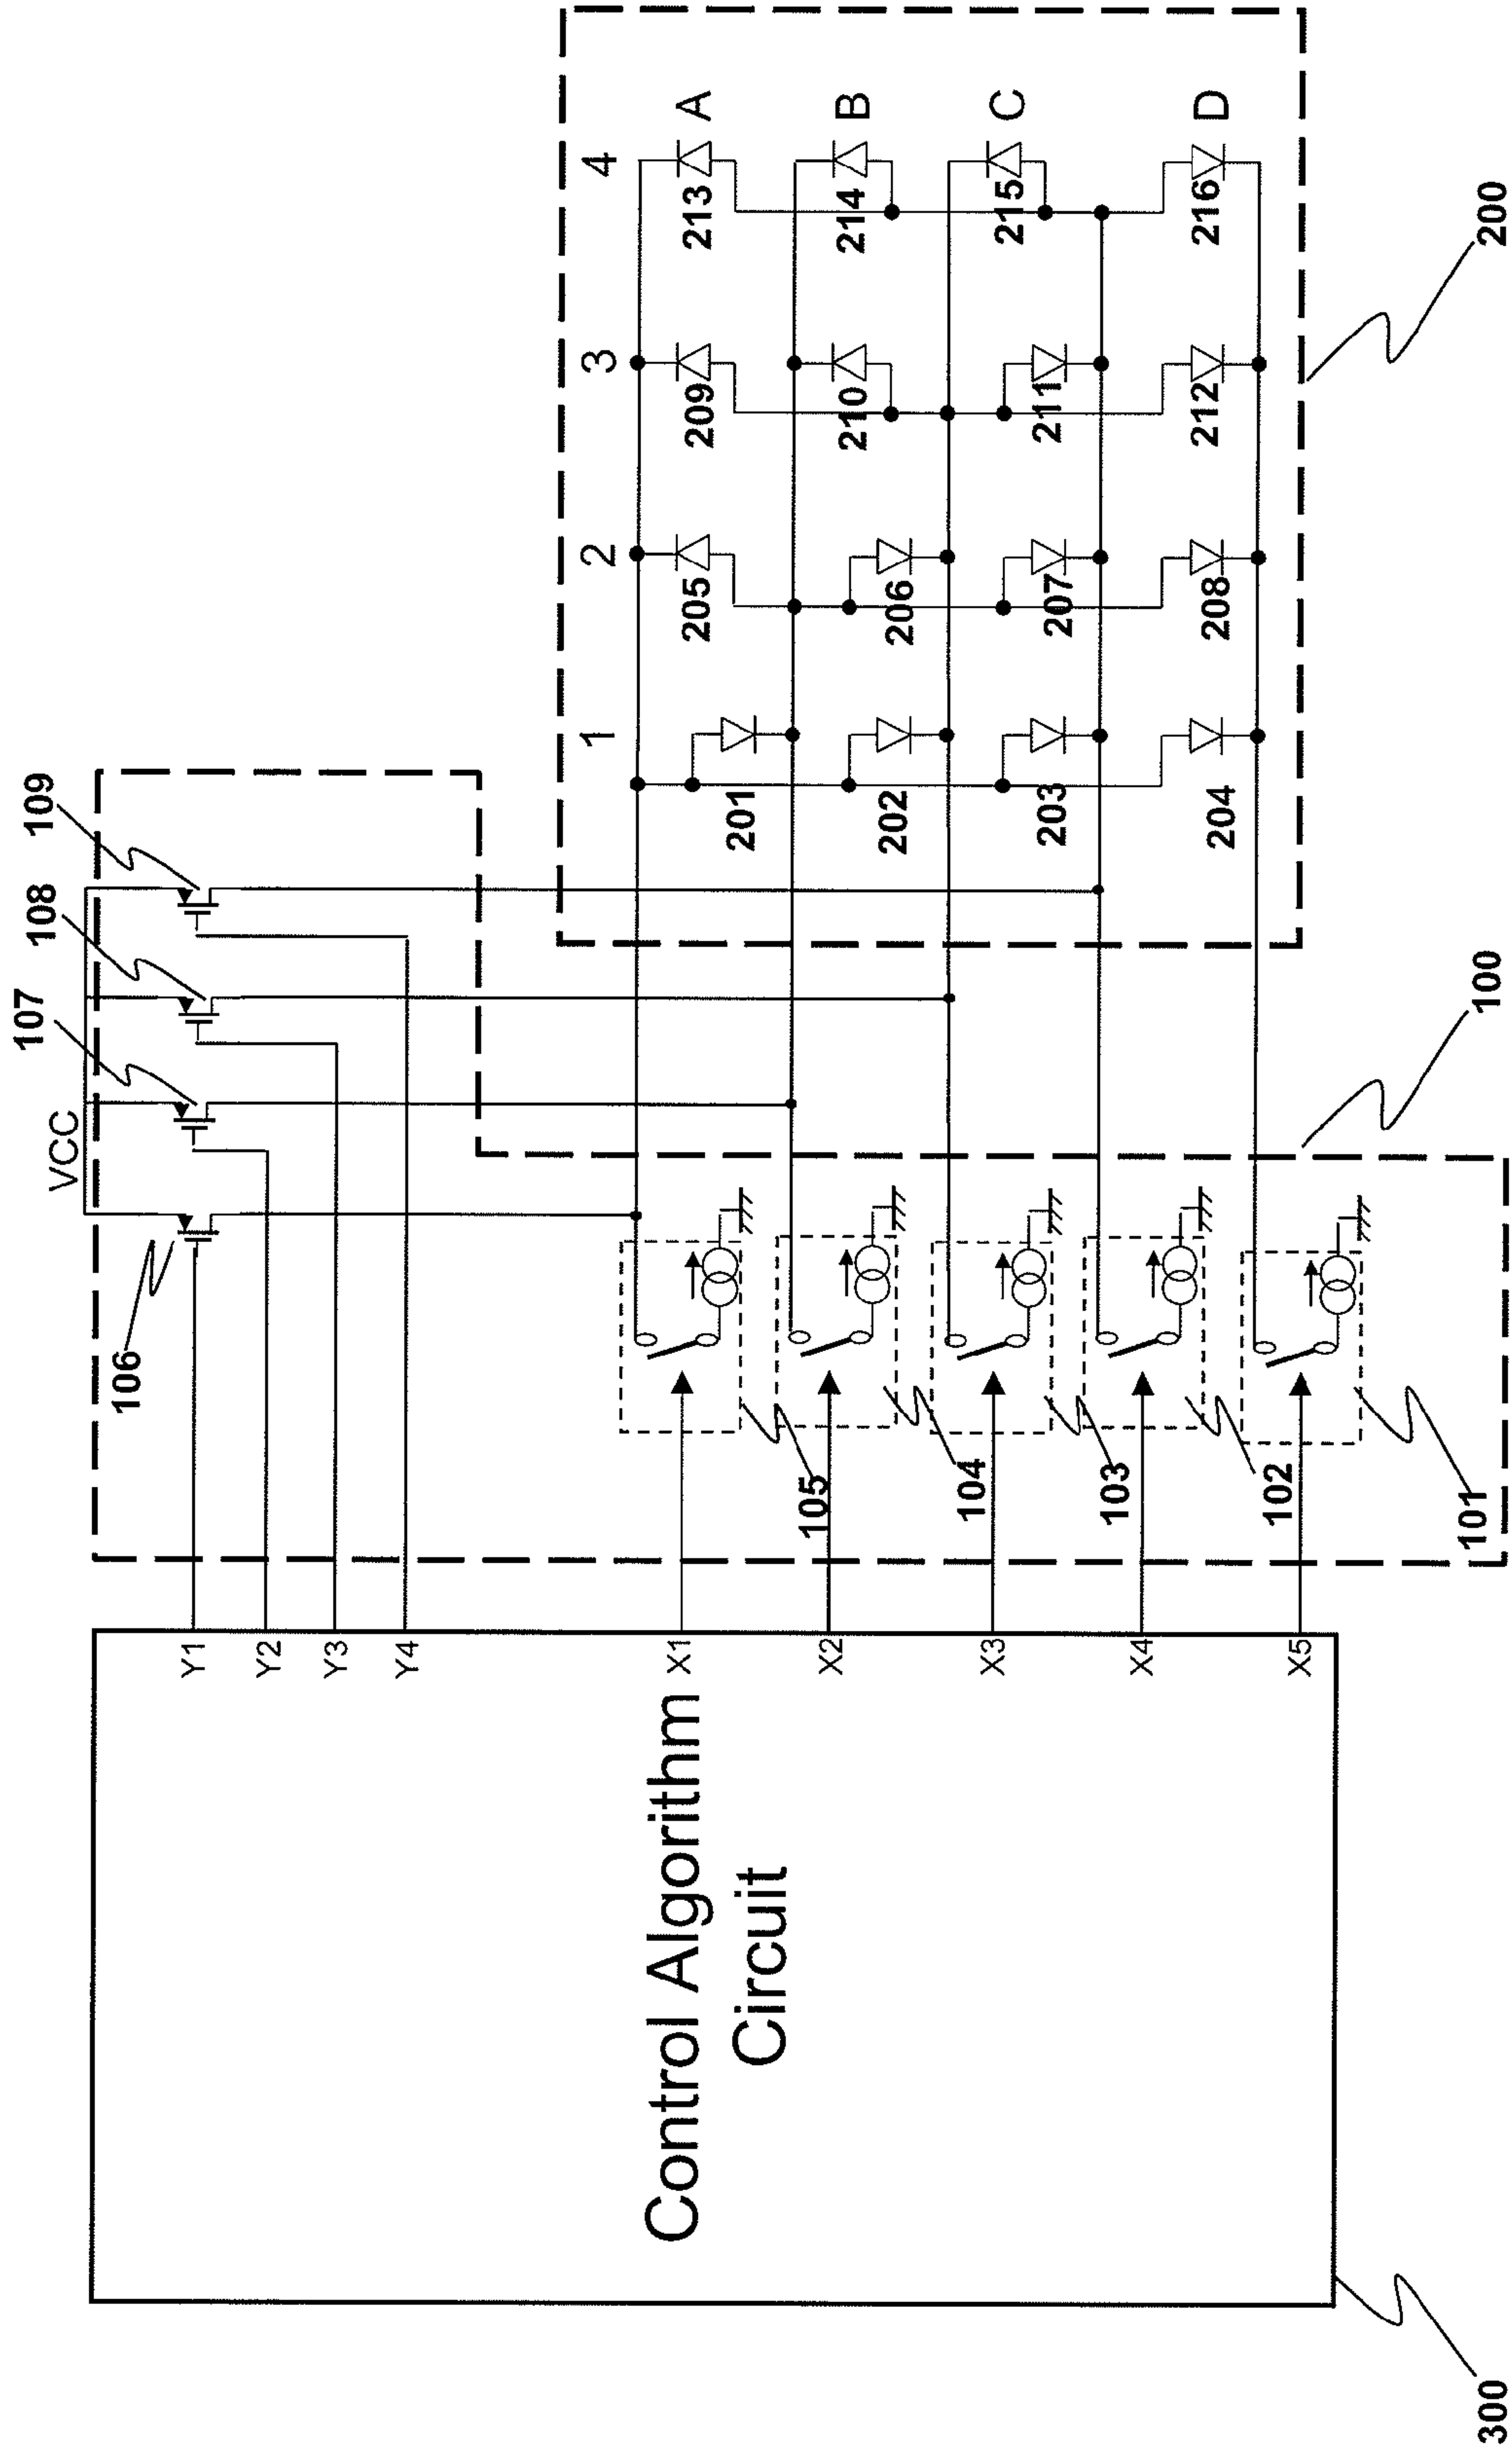 VCC
106
107
108
109
Y1
Y2
Y3
Y4
X1
X2
X3
X4
X5
Control Algorithm
Circuit
105
104
103
102
101
1
2
3
4
A
B
C
D
201
205
209
213
202
206
210
214
203
207
211
215
204
208
212
216
300
100
200